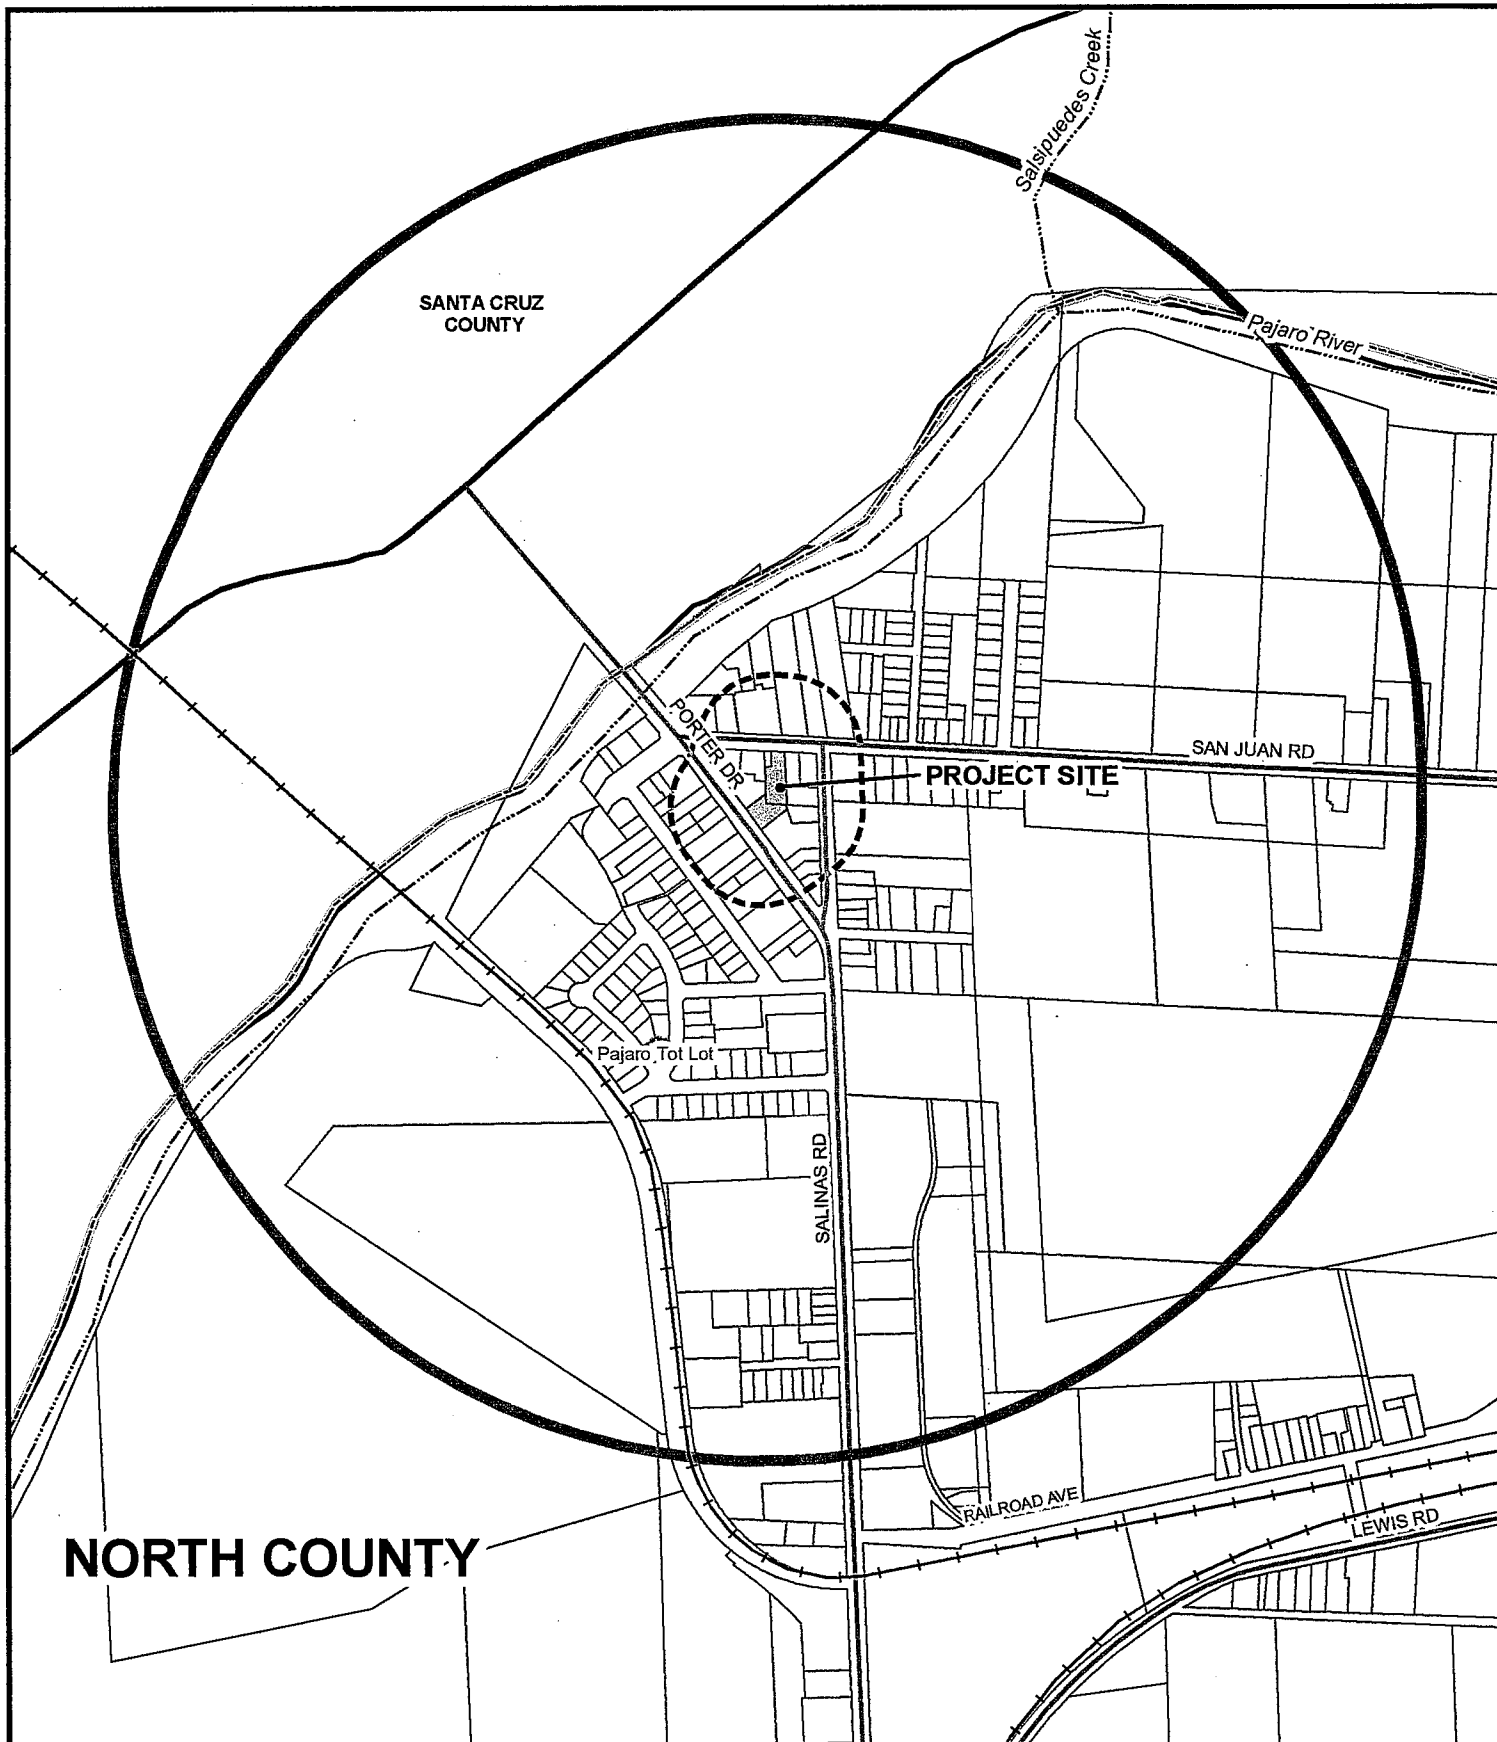 Salsipuedes Creek
SANTA CRUZ
COUNTY
Pajaro River
PORTER DR
SAN JUAN RD
PROJECT SITE
Pajaro Tot Lot
SALINAS RD
RAILROAD AVE
LEWIS RD
NORTH COUNTY